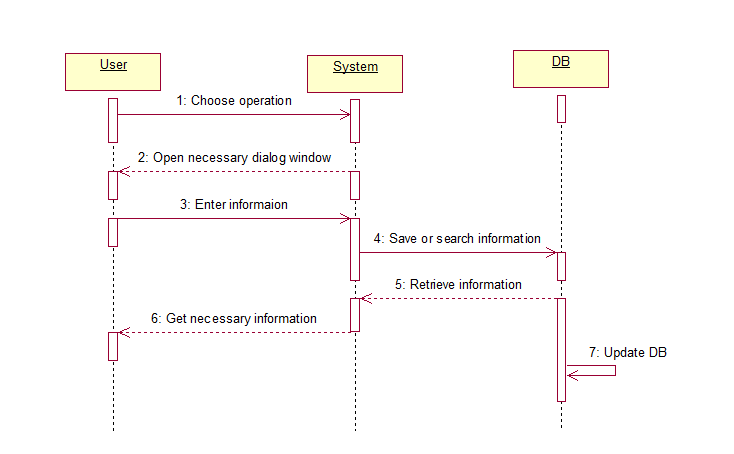 User
System
DB
1: Choose operation
2: Open necessary dialog window
3: Enter informaion
4: Save or search information
5: Retrieve information
6: Get necessary information
7: Update DB